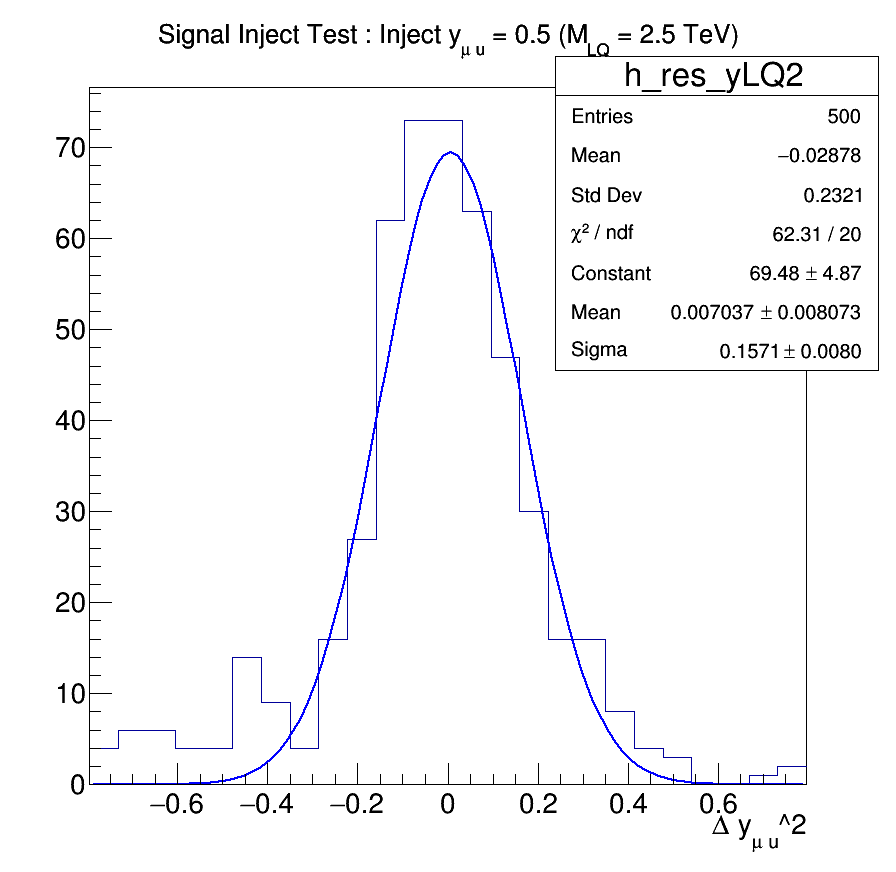 Signal Inject Test : Inject y_μ u = 0.5 (M_LQ = 2.5 TeV)
h_res_yLQ2
Entries 500
Mean −0.02878
Std Dev 0.2321
χ² / ndf 62.31 / 20
Constant 69.48 ± 4.87
Mean 0.007037 ± 0.008073
Sigma 0.1571 ± 0.0080
70
60
50
40
30
20
10
0
−0.6 −0.4 −0.2 0 0.2 0.4 0.6
Δ y_μ u^2